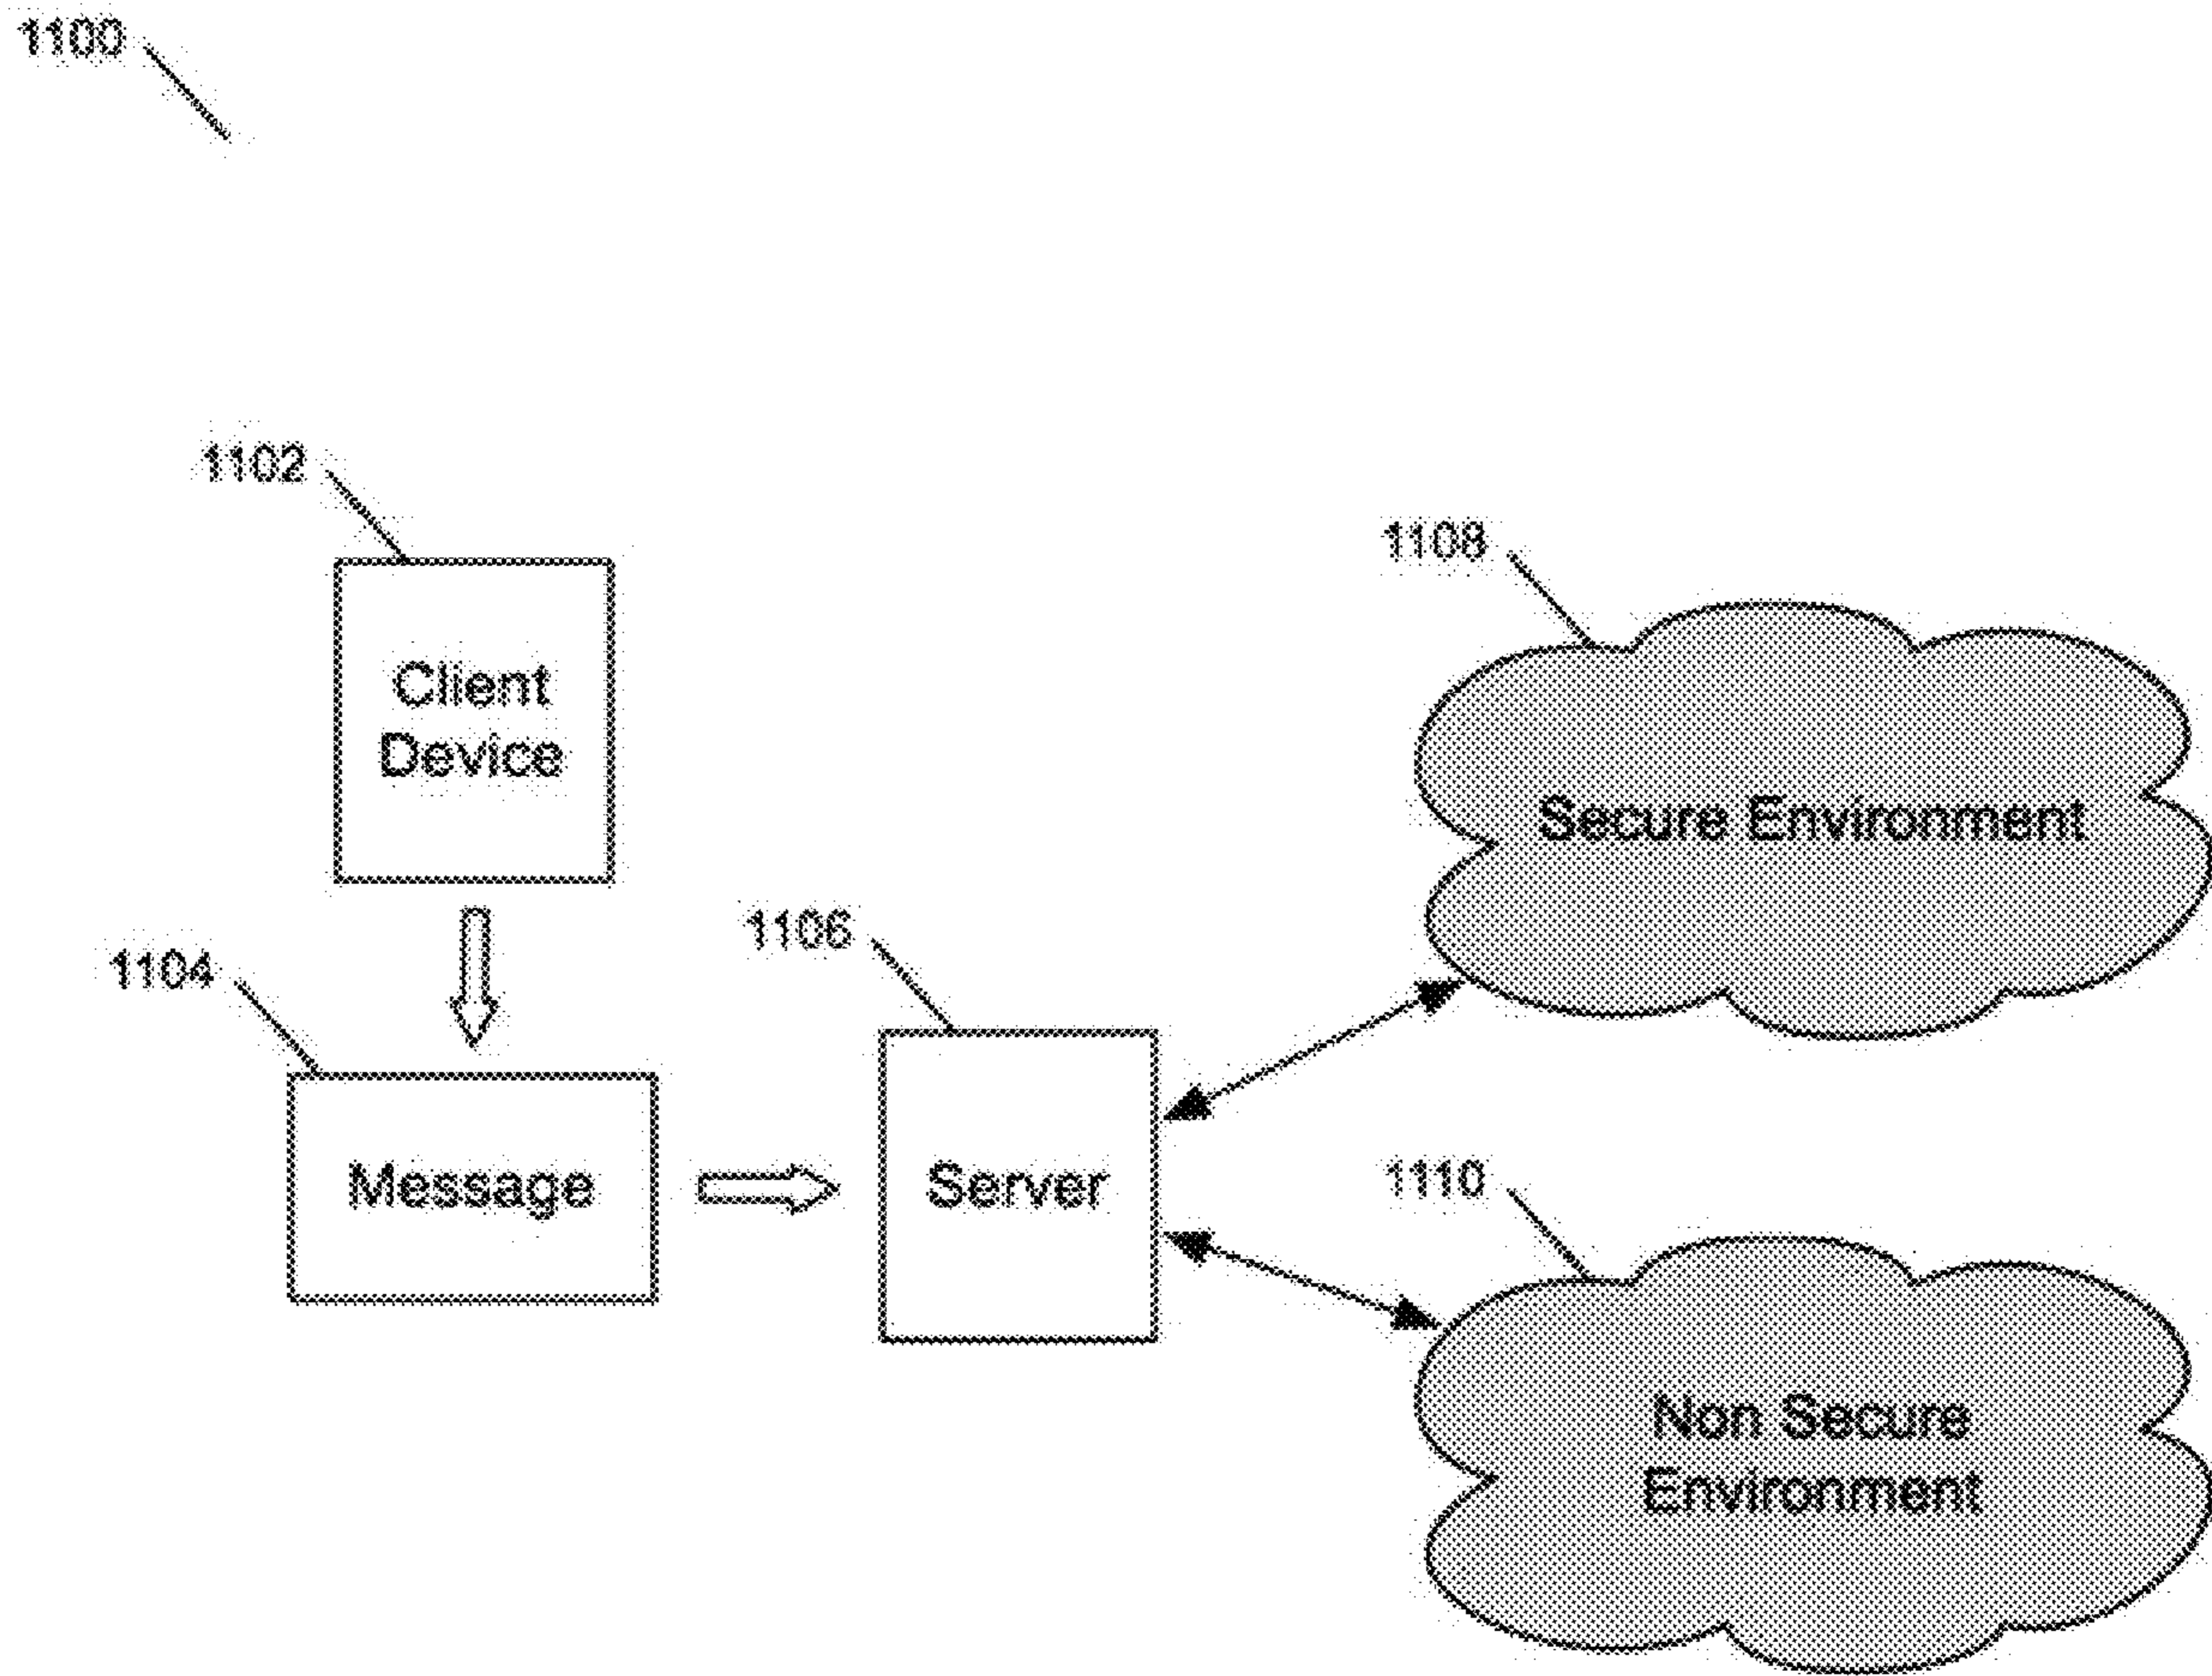 1100
1102
Client
Device
1108
Secure Environment
1104
1106
Message
Server
1110
Non Secure
Environment